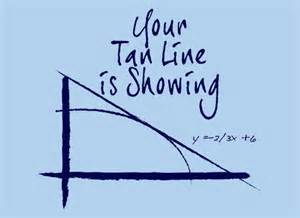 Your
Tan Line
is Showing
y = -2/3x + 6